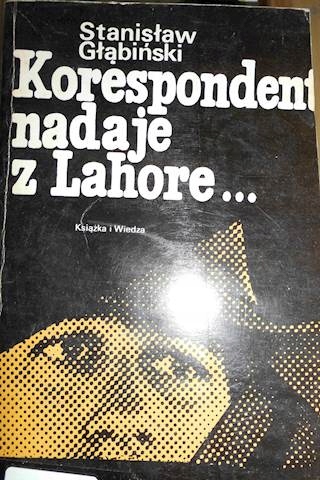 Stanisław
Głąbiński
Korespondent
nadaje
z Lahore...
Książka i Wiedza